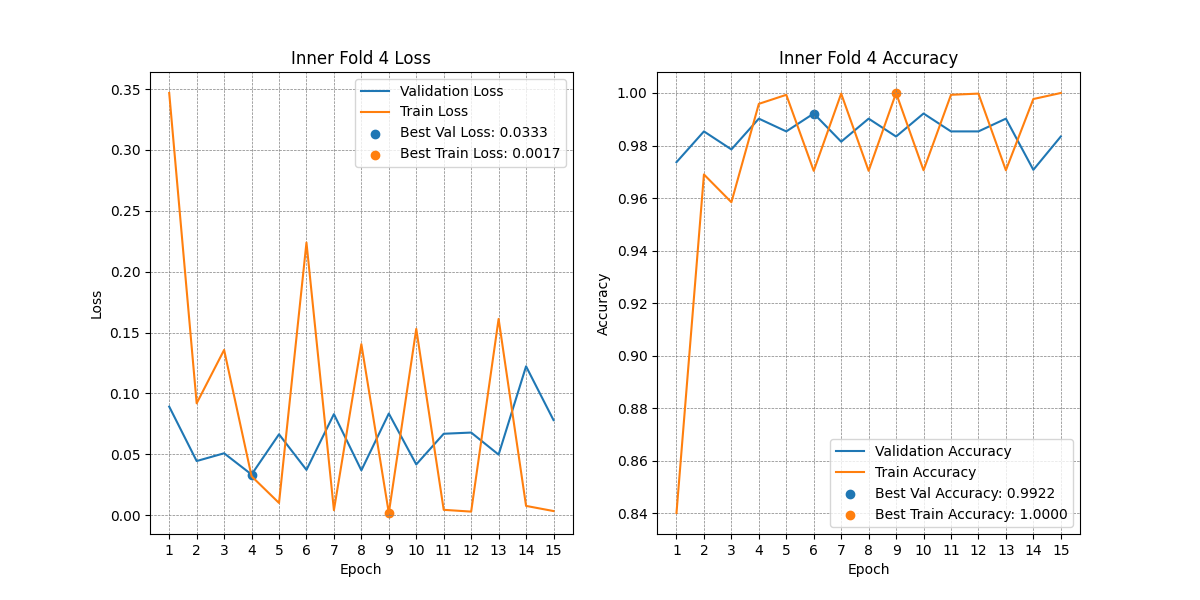 Inner Fold 4 Loss
Validation Loss
Train Loss
Best Val Loss: 0.0333
Best Train Loss: 0.0017
0.35
0.30
0.25
0.20
0.15
0.10
0.05
0.00
Loss
1 2 3 4 5 6 7 8 9 10 11 12 13 14 15
Epoch
Inner Fold 4 Accuracy
1.00
0.98
0.96
0.94
0.92
0.90
0.88
0.86
0.84
Accuracy
Validation Accuracy
Train Accuracy
Best Val Accuracy: 0.9922
Best Train Accuracy: 1.0000
1 2 3 4 5 6 7 8 9 10 11 12 13 14 15
Epoch